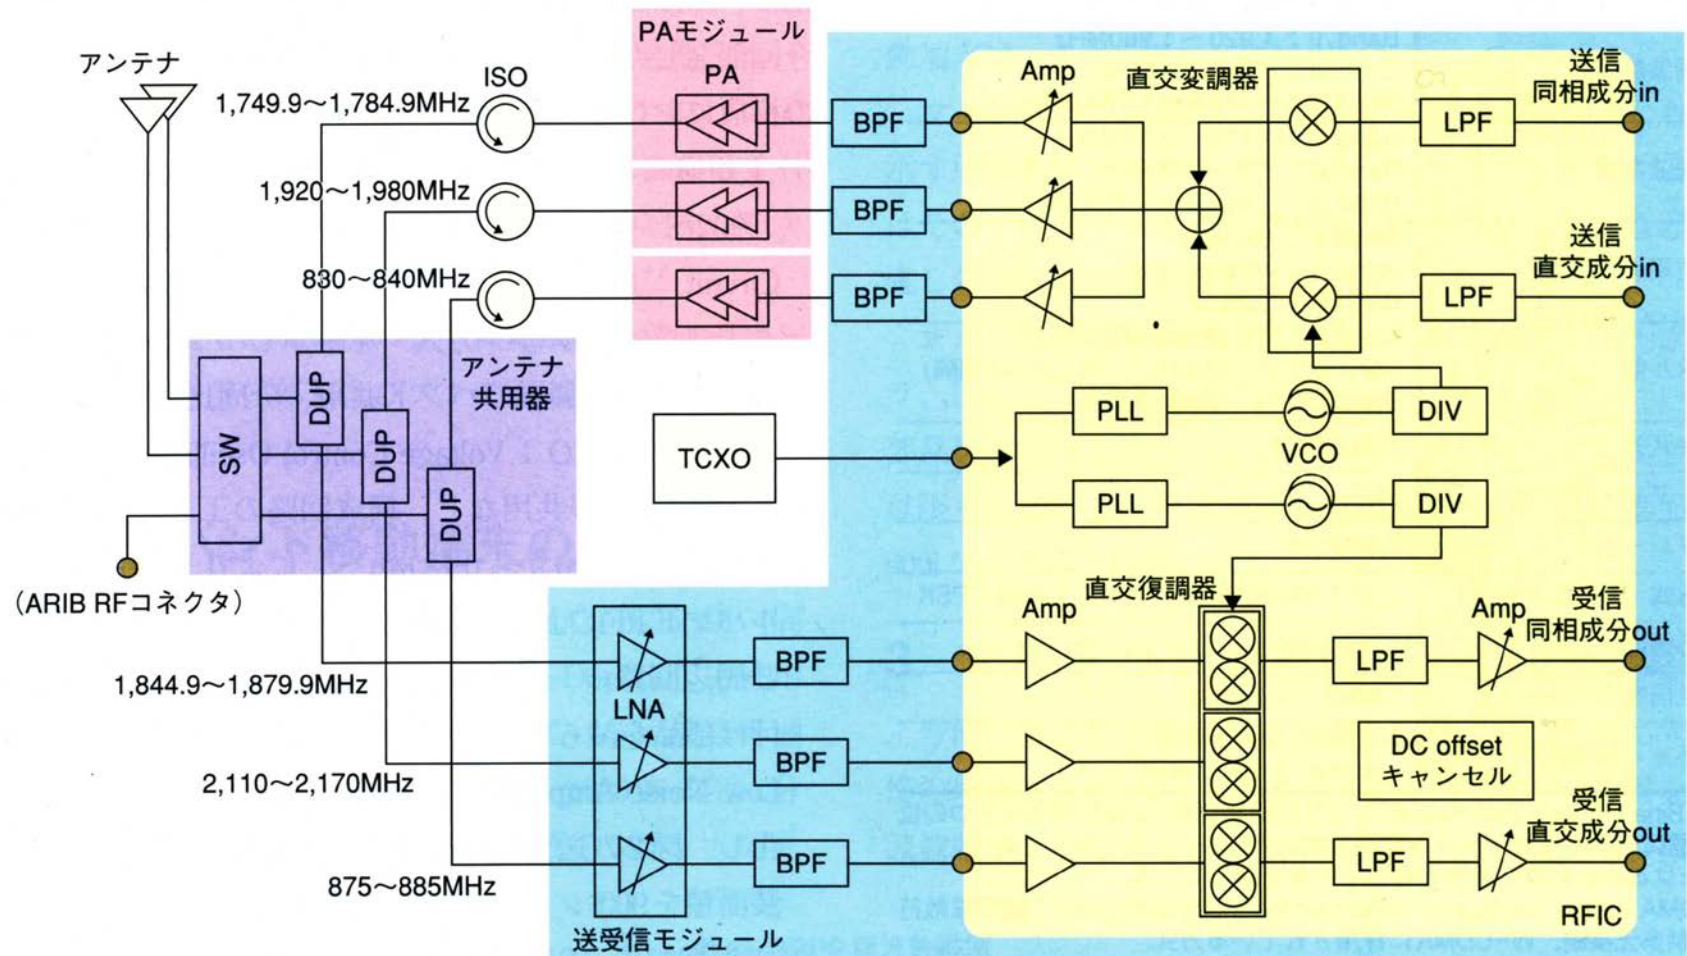 PAモジュール
アンテナ
ISO
PA
Amp
直交変調器
送信
同相成分in
1,749.9～1,784.9MHz
BPF
LPF
1,920～1,980MHz
BPF
送信
直交成分in
830～840MHz
BPF
LPF
アンテナ
共用器
SW
DUP
DUP
DUP
TCXO
PLL
VCO
DIV
PLL
DIV
（ARIB RFコネクタ）
直交復調器
Amp
Amp
受信
同相成分out
BPF
LPF
1,844.9～1,879.9MHz
LNA
BPF
DC offset
キャンセル
2,110～2,170MHz
受信
直交成分out
BPF
LPF
875～885MHz
RFIC
送受信モジュール